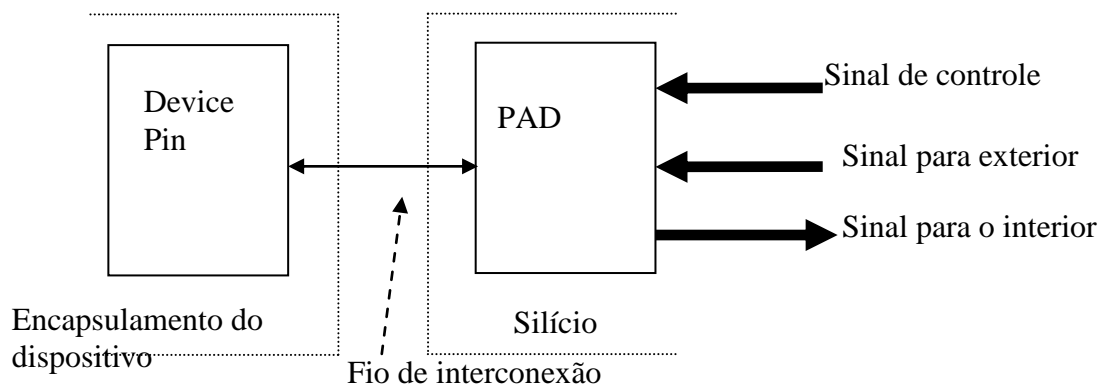 Device
Pin
PAD
Sinal de controle
Sinal para exterior
Sinal para o interior
Encapsulamento do
dispositivo
Silício
Fio de interconexão